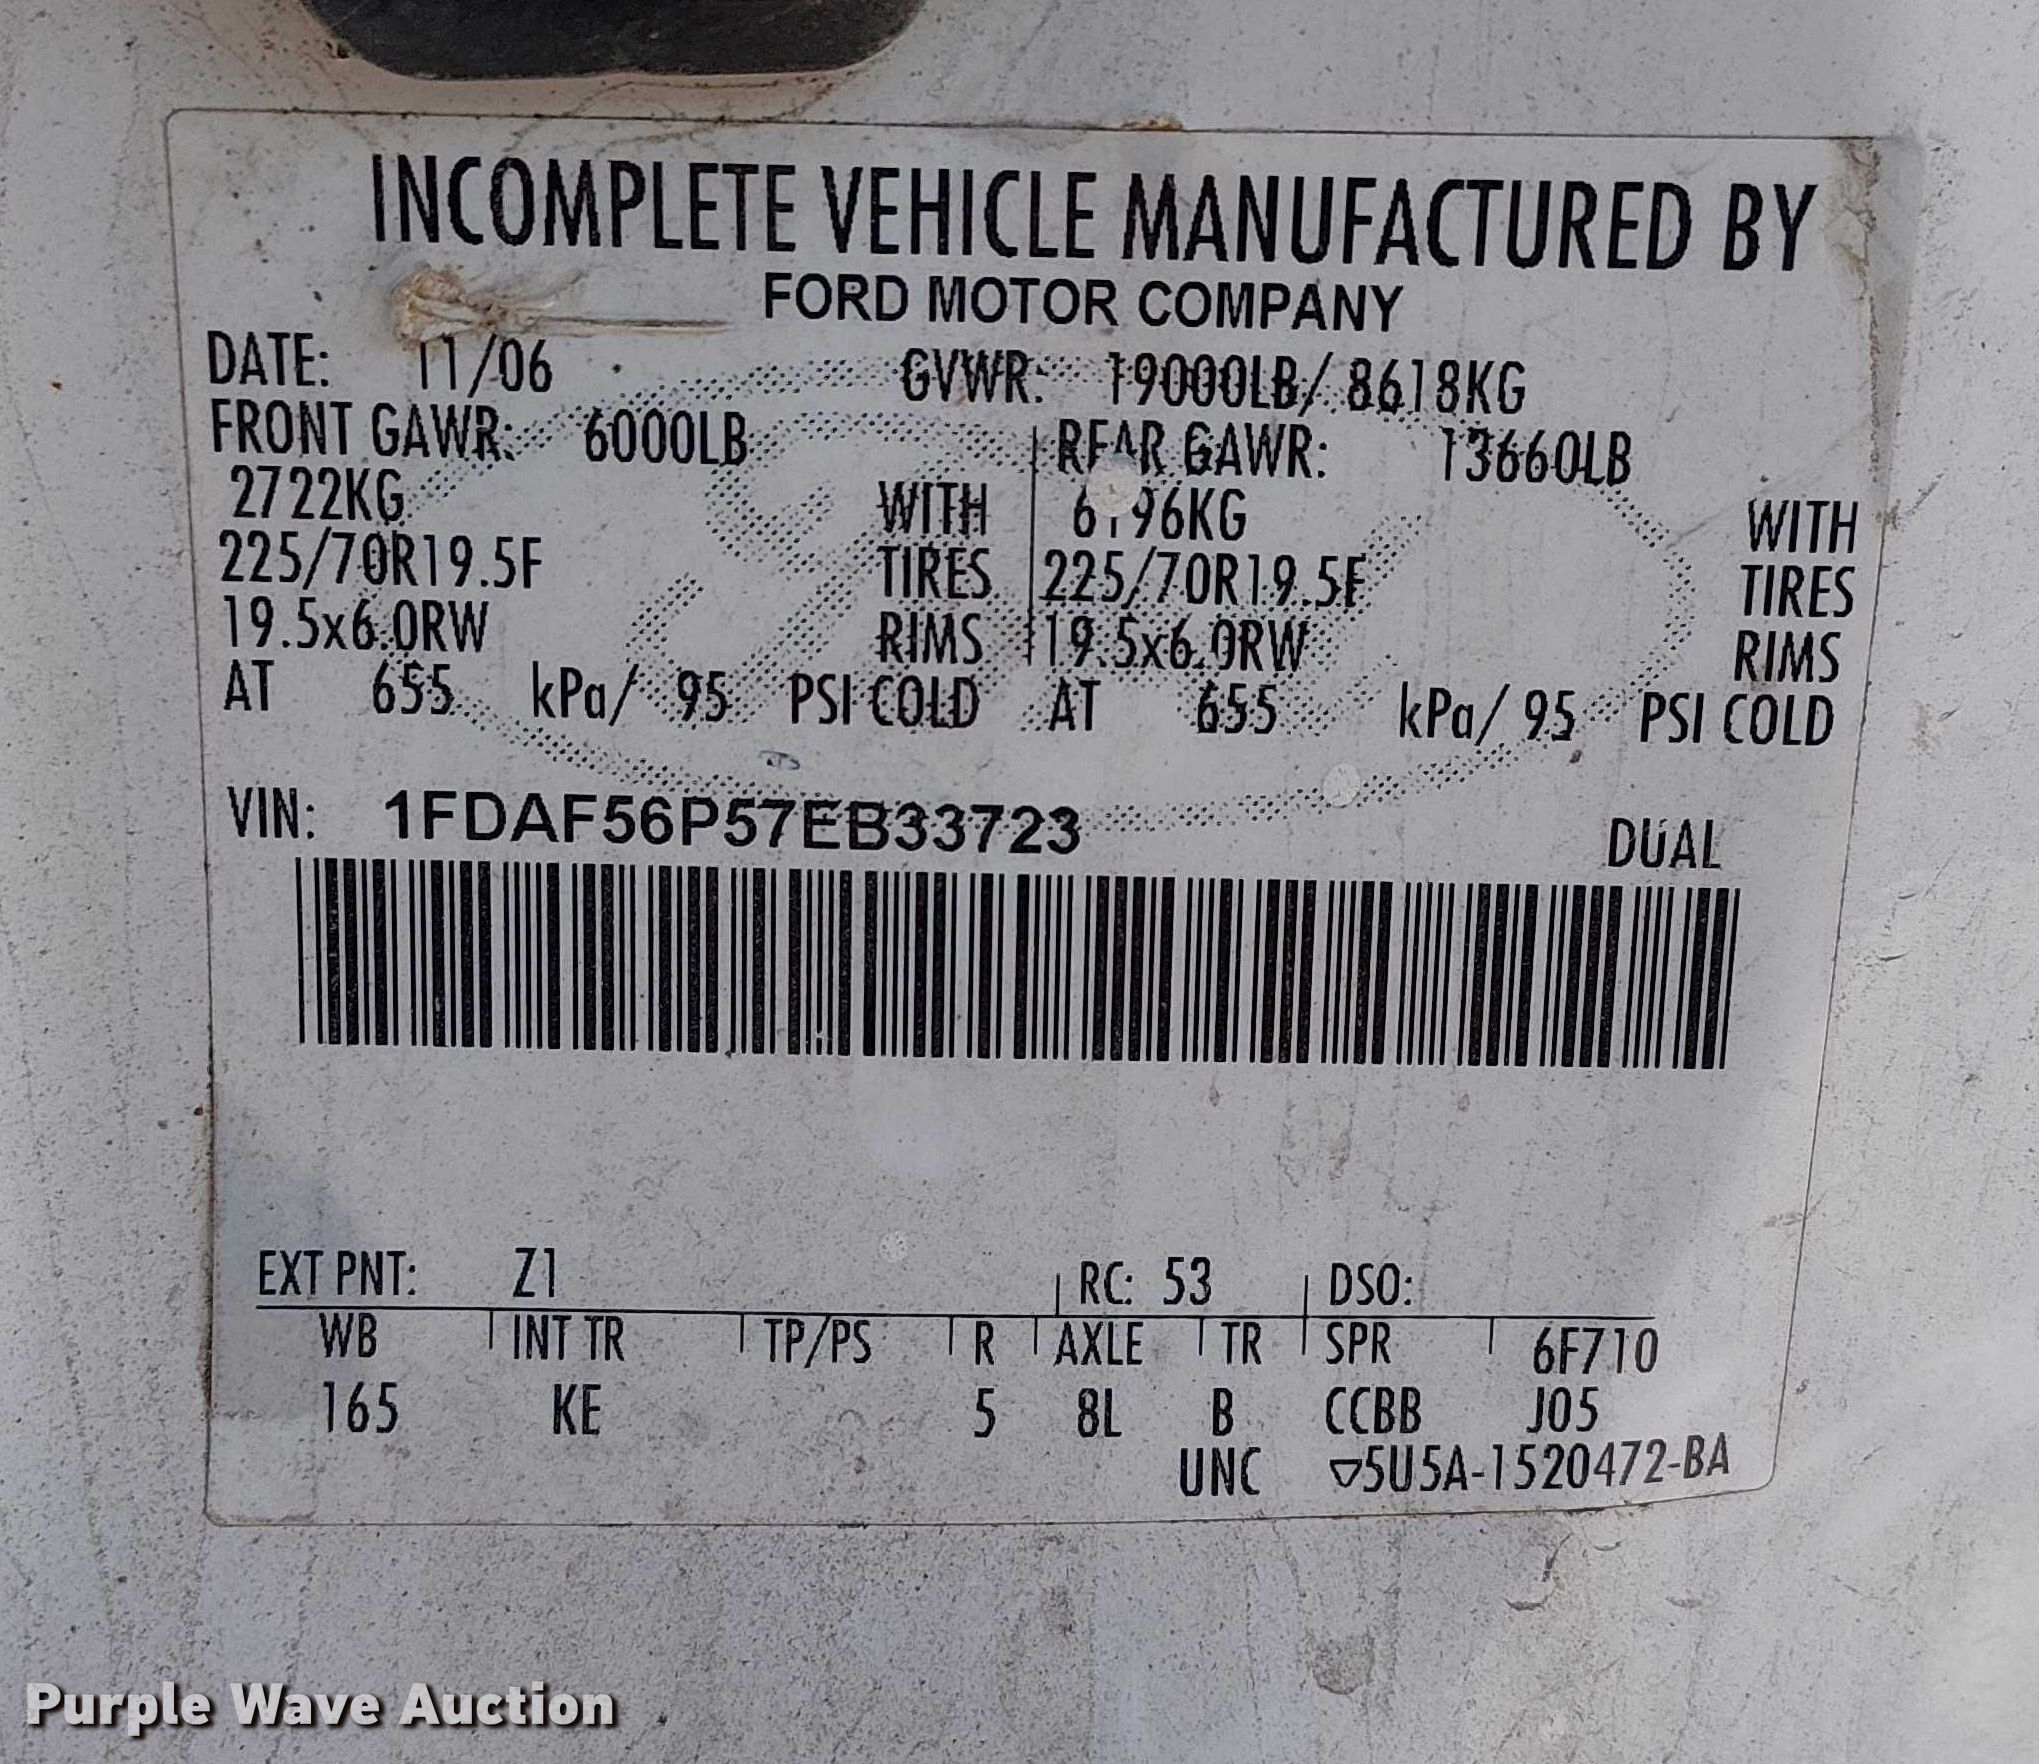 INCOMPLETE VEHICLE MANUFACTURED BY
FORD MOTOR COMPANY
DATE: 11/06 GVWR: 19000LB/ 8618KG
FRONT GAWR: 6000LB REAR GAWR: 13660LB
2722KG WITH 6196KG WITH
225/70R19.5F TIRES 225/70R19.5F TIRES
19.5x6.0RW RIMS 19.5x6.0RW RIMS
AT 655 kPa/ 95 PSI COLD AT 655 kPa/ 95 PSI COLD
VIN: 1FDAF56P57EB33723 DUAL
EXT PNT: Z1 RC: 53 DSO:
WB INT TR TP/PS R AXLE TR SPR 6F710
165 KE 5 8L B CCBB J05
UNC ▽5U5A-1520472-BA
Purple Wave Auction